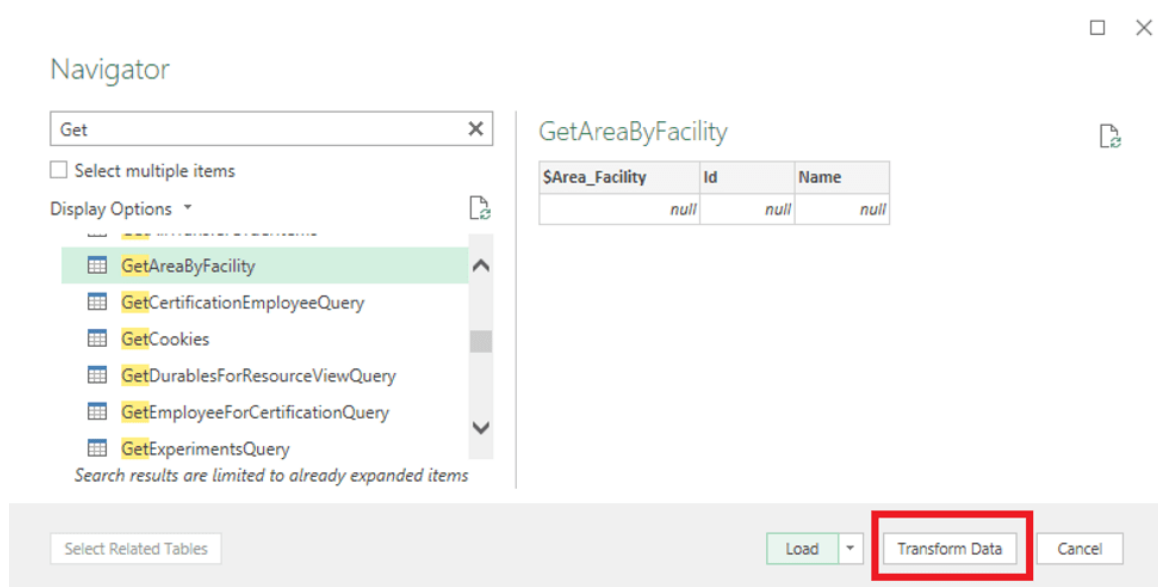 Navigator
Get
Select multiple items
Display Options
GetAreaByFacility
GetCertificationEmployeeQuery
GetCookies
GetDurablesForResourceViewQuery
GetEmployeeForCertificationQuery
GetExperimentsQuery
Search results are limited to already expanded items
GetAreaByFacility
$Area_Facility Id Name
null null null
Select Related Tables
Load
Transform Data
Cancel